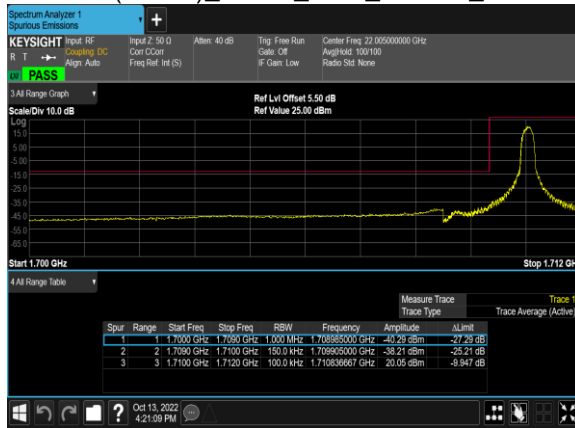 Spectrum Analyzer 1
Spurious Emissions
+
KEYSIGHT Input: RF Input Z: 50 Ω Atten: 40 dB Trig: Free Run Center Freq: 22.005000000 GHz
R T Coupling: DC Corr CCorr Gate: Off Avg|Hold: 100/100
Align: Auto Freq Ref: Int (S) IF Gain: Low Radio Std: None
LW PASS
3 All Range Graph
Ref Lvl Offset 5.50 dB
Scale/Div 10.0 dB Ref Value 25.00 dBm
Log
15.0
5.00
-5.00
-15.0
-25.0
-35.0
-45.0
-55.0
-65.0
Start 1.700 GHz Stop 1.712 GH
4 All Range Table
Measure Trace Trace 1
Trace Type Trace Average (Active)
Spur Range Start Freq Stop Freq RBW Frequency Amplitude ΔLimit
1 1 1.7000 GHz 1.7090 GHz 1.000 MHz 1.708985000 GHz -40.29 dBm -27.29 dB
2 2 1.7090 GHz 1.7100 GHz 150.0 kHz 1.709905000 GHz -38.21 dBm -25.21 dB
3 3 1.7100 GHz 1.7120 GHz 100.0 kHz 1.710836667 GHz 20.05 dBm -9.947 dB
? Oct 13, 2022
4:21:09 PM